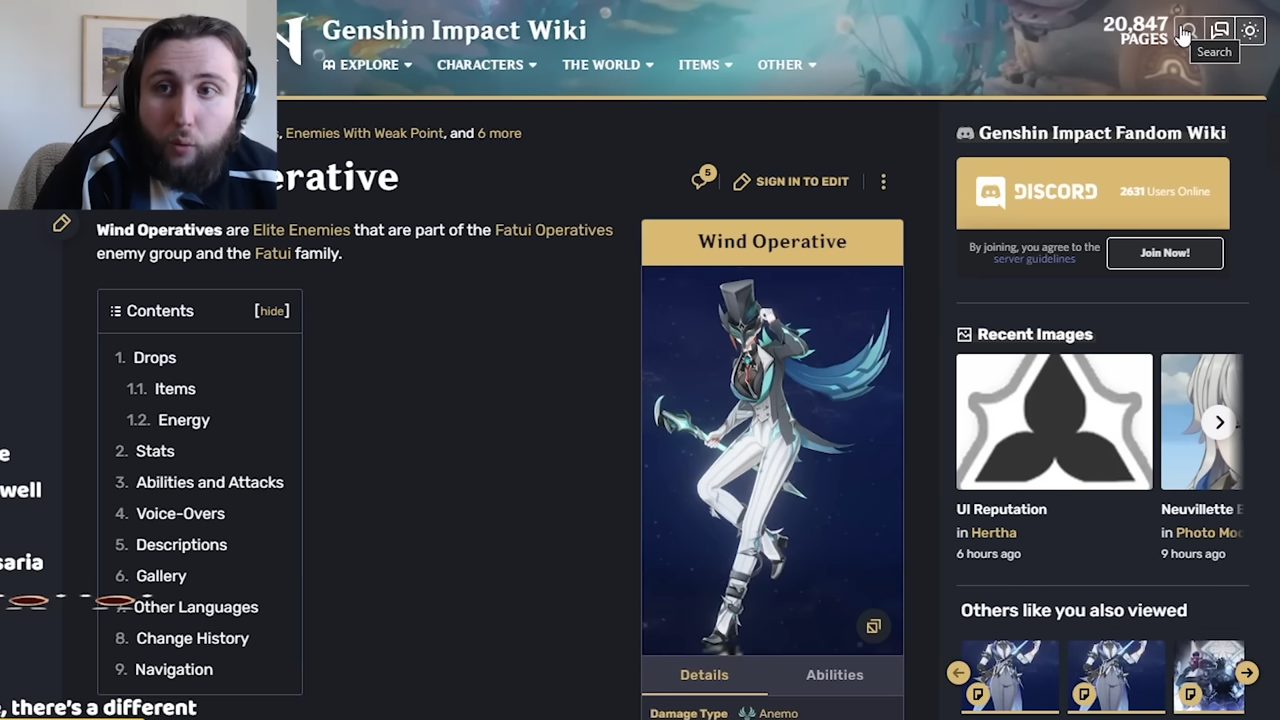 Genshin Impact Wiki
20,847
PAGES
Search
EXPLORE
CHARACTERS
THE WORLD
ITEMS
OTHER
, Enemies With Weak Point, and 6 more
erative
5
SIGN IN TO EDIT
Wind Operatives are Elite Enemies that are part of the Fatui Operatives
enemy group and the Fatui family.
Contents
[hide]
1. Drops
1.1. Items
1.2. Energy
2. Stats
3. Abilities and Attacks
4. Voice-Overs
5. Descriptions
6. Gallery
Other Languages
8. Change History
9. Navigation
e
well
saria
, there's a different
Wind Operative
Details
Abilities
Damage Type Anemo
Genshin Impact Fandom Wiki
DISCORD
2631 Users Online
By joining, you agree to the
server guidelines
Join Now!
Recent Images
UI Reputation
in Hertha
6 hours ago
Neuvillette
in Photo
9 hours ago
Others like you also viewed